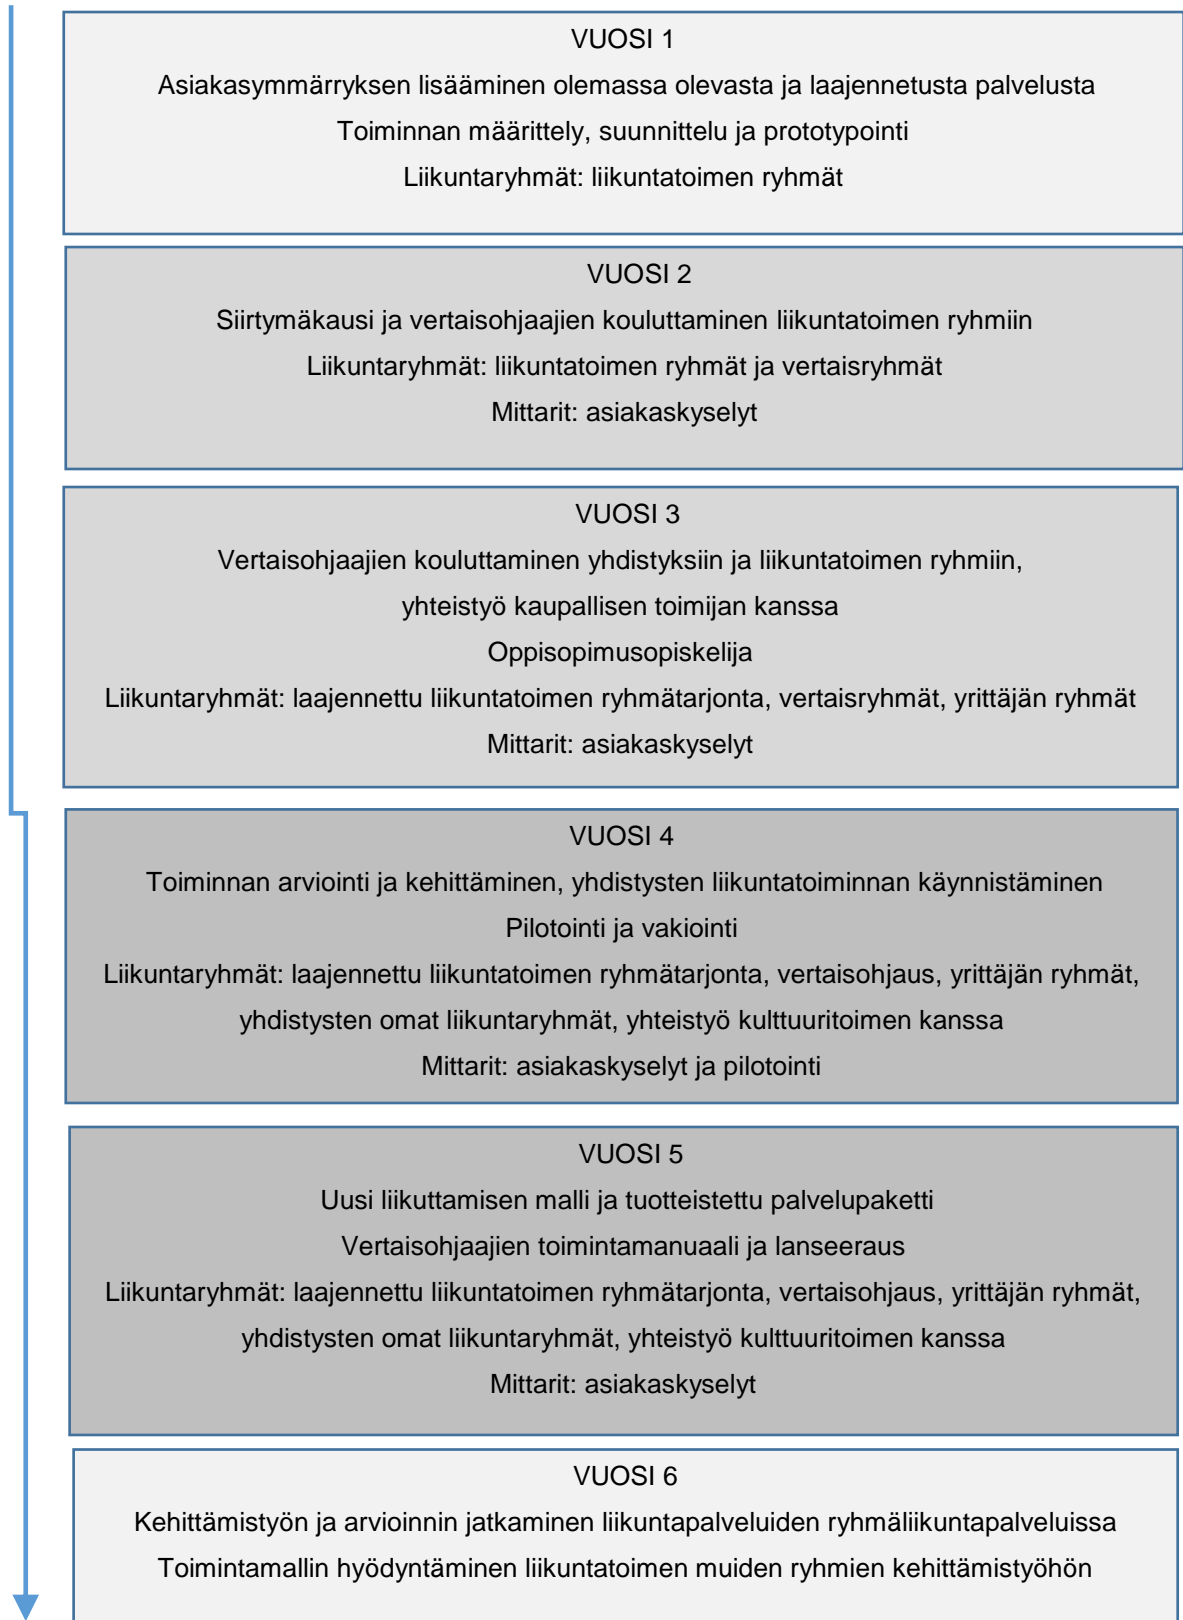 VUOSI 1
Asiakasymmärryksen lisääminen olemassa olevasta ja laajennetusta palvelusta
Toiminnan määrittely, suunnittelu ja prototypointi
Liikuntaryhmät: liikuntatoimen ryhmät
VUOSI 2
Siirtymäkausi ja vertaisohjaajien kouluttaminen liikuntatoimen ryhmiin
Liikuntaryhmät: liikuntatoimen ryhmät ja vertaisryhmät
Mittarit: asiakaskyselyt
VUOSI 3
Vertaisohjaajien kouluttaminen yhdistyksiin ja liikuntatoimen ryhmiin,
yhteistyö kaupallisen toimijan kanssa
Oppisopimusopiskelija
Liikuntaryhmät: laajennettu liikuntatoimen ryhmätarjonta, vertaisryhmät, yrittäjän ryhmät
Mittarit: asiakaskyselyt
VUOSI 4
Toiminnan arviointi ja kehittäminen, yhdistysten liikuntatoiminnan käynnistäminen
Pilotointi ja vakiointi
Liikuntaryhmät: laajennettu liikuntatoimen ryhmätarjonta, vertaisohjaus, yrittäjän ryhmät,
yhdistysten omat liikuntaryhmät, yhteistyö kulttuuritoimen kanssa
Mittarit: asiakaskyselyt ja pilotointi
VUOSI 5
Uusi liikuttamisen malli ja tuotteistettu palvelupaketti
Vertaisohjaajien toimintamanuaali ja lanseeraus
Liikuntaryhmät: laajennettu liikuntatoimen ryhmätarjonta, vertaisohjaus, yrittäjän ryhmät,
yhdistysten omat liikuntaryhmät, yhteistyö kulttuuritoimen kanssa
Mittarit: asiakaskyselyt
VUOSI 6
Kehittämistyön ja arvioinnin jatkaminen liikuntapalveluiden ryhmäliikuntapalveluissa
Toimintamallin hyödyntäminen liikuntatoimen muiden ryhmien kehittämistyöhön